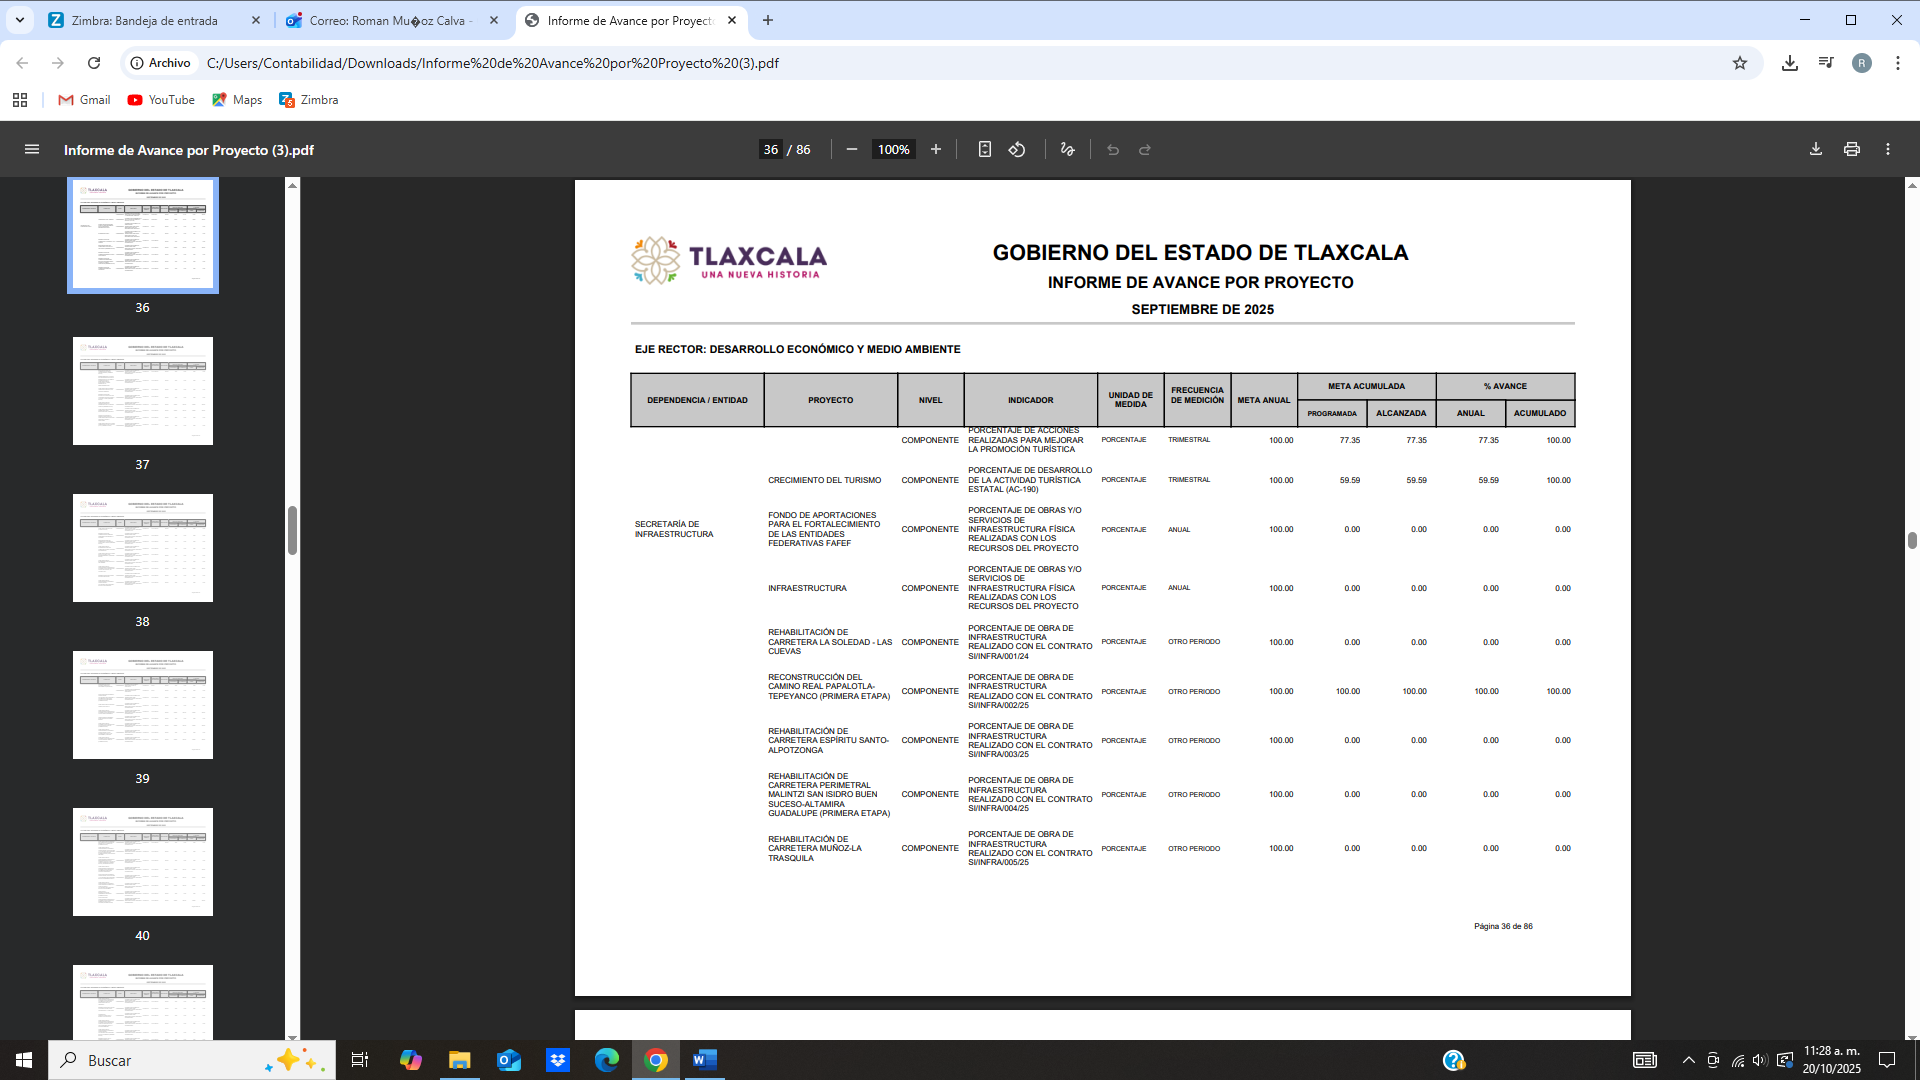 Zimbra: Bandeja de entrada
Correo: Roman Mu�oz Calva -
Informe de Avance por Proyecto
Archivo
C:/Users/Contabilidad/Downloads/Informe%20de%20Avance%20por%20Proyecto%20(3).pdf
R
Gmail
YouTube
Maps
Zimbra
Informe de Avance por Proyecto (3).pdf
36 / 86
100%
36
37
38
39
40
TLAXCALA
UNA NUEVA HISTORIA
GOBIERNO DEL ESTADO DE TLAXCALA
INFORME DE AVANCE POR PROYECTO
SEPTIEMBRE DE 2025
EJE RECTOR: DESARROLLO ECONÓMICO Y MEDIO AMBIENTE
DEPENDENCIA / ENTIDAD
PROYECTO
NIVEL
INDICADOR
UNIDAD DE
MEDIDA
FRECUENCIA
DE MEDICIÓN
META ANUAL
META ACUMULADA
PROGRAMADA
ALCANZADA
% AVANCE
ANUAL
ACUMULADO
COMPONENTE
PORCENTAJE DE ACCIONES
REALIZADAS PARA MEJORAR
LA PROMOCIÓN TURÍSTICA
PORCENTAJE TRIMESTRAL 100.00 77.35 77.35 77.35 100.00
CRECIMIENTO DEL TURISMO
COMPONENTE
PORCENTAJE DE DESARROLLO
DE LA ACTIVIDAD TURÍSTICA
ESTATAL (AC-190)
PORCENTAJE TRIMESTRAL 100.00 59.59 59.59 59.59 100.00
SECRETARÍA DE
INFRAESTRUCTURA
FONDO DE APORTACIONES
PARA EL FORTALECIMIENTO
DE LAS ENTIDADES
FEDERATIVAS FAFEF
COMPONENTE
PORCENTAJE DE OBRAS Y/O
SERVICIOS DE
INFRAESTRUCTURA FÍSICA
REALIZADAS CON LOS
RECURSOS DEL PROYECTO
PORCENTAJE ANUAL 100.00 0.00 0.00 0.00 0.00
INFRAESTRUCTURA
COMPONENTE
PORCENTAJE DE OBRAS Y/O
SERVICIOS DE
INFRAESTRUCTURA FÍSICA
REALIZADAS CON LOS
RECURSOS DEL PROYECTO
PORCENTAJE ANUAL 100.00 0.00 0.00 0.00 0.00
REHABILITACIÓN DE
CARRETERA LA SOLEDAD - LAS
CUEVAS
COMPONENTE
PORCENTAJE DE OBRA DE
INFRAESTRUCTURA
REALIZADO CON EL CONTRATO
SI/INFRA/001/24
PORCENTAJE OTRO PERIODO 100.00 0.00 0.00 0.00 0.00
RECONSTRUCCIÓN DEL
CAMINO REAL PAPALOTLA-
TEPEYANCO (PRIMERA ETAPA)
COMPONENTE
PORCENTAJE DE OBRA DE
INFRAESTRUCTURA
REALIZADO CON EL CONTRATO
SI/INFRA/002/25
PORCENTAJE OTRO PERIODO 100.00 100.00 100.00 100.00 100.00
REHABILITACIÓN DE
CARRETERA ESPÍRITU SANTO-
ALPOTZONGA
COMPONENTE
PORCENTAJE DE OBRA DE
INFRAESTRUCTURA
REALIZADO CON EL CONTRATO
SI/INFRA/003/25
PORCENTAJE OTRO PERIODO 100.00 0.00 0.00 0.00 0.00
REHABILITACIÓN DE
CARRETERA PERIMETRAL
MALINTZI SAN ISIDRO BUEN
SUCESO-ALTAMIRA
GUADALUPE (PRIMERA ETAPA)
COMPONENTE
PORCENTAJE DE OBRA DE
INFRAESTRUCTURA
REALIZADO CON EL CONTRATO
SI/INFRA/004/25
PORCENTAJE OTRO PERIODO 100.00 0.00 0.00 0.00 0.00
REHABILITACIÓN DE
CARRETERA MUÑOZ-LA
TRASQUILA
COMPONENTE
PORCENTAJE DE OBRA DE
INFRAESTRUCTURA
REALIZADO CON EL CONTRATO
SI/INFRA/005/25
PORCENTAJE OTRO PERIODO 100.00 0.00 0.00 0.00 0.00
Página 36 de 86
Buscar
11:28 a. m.
20/10/2025